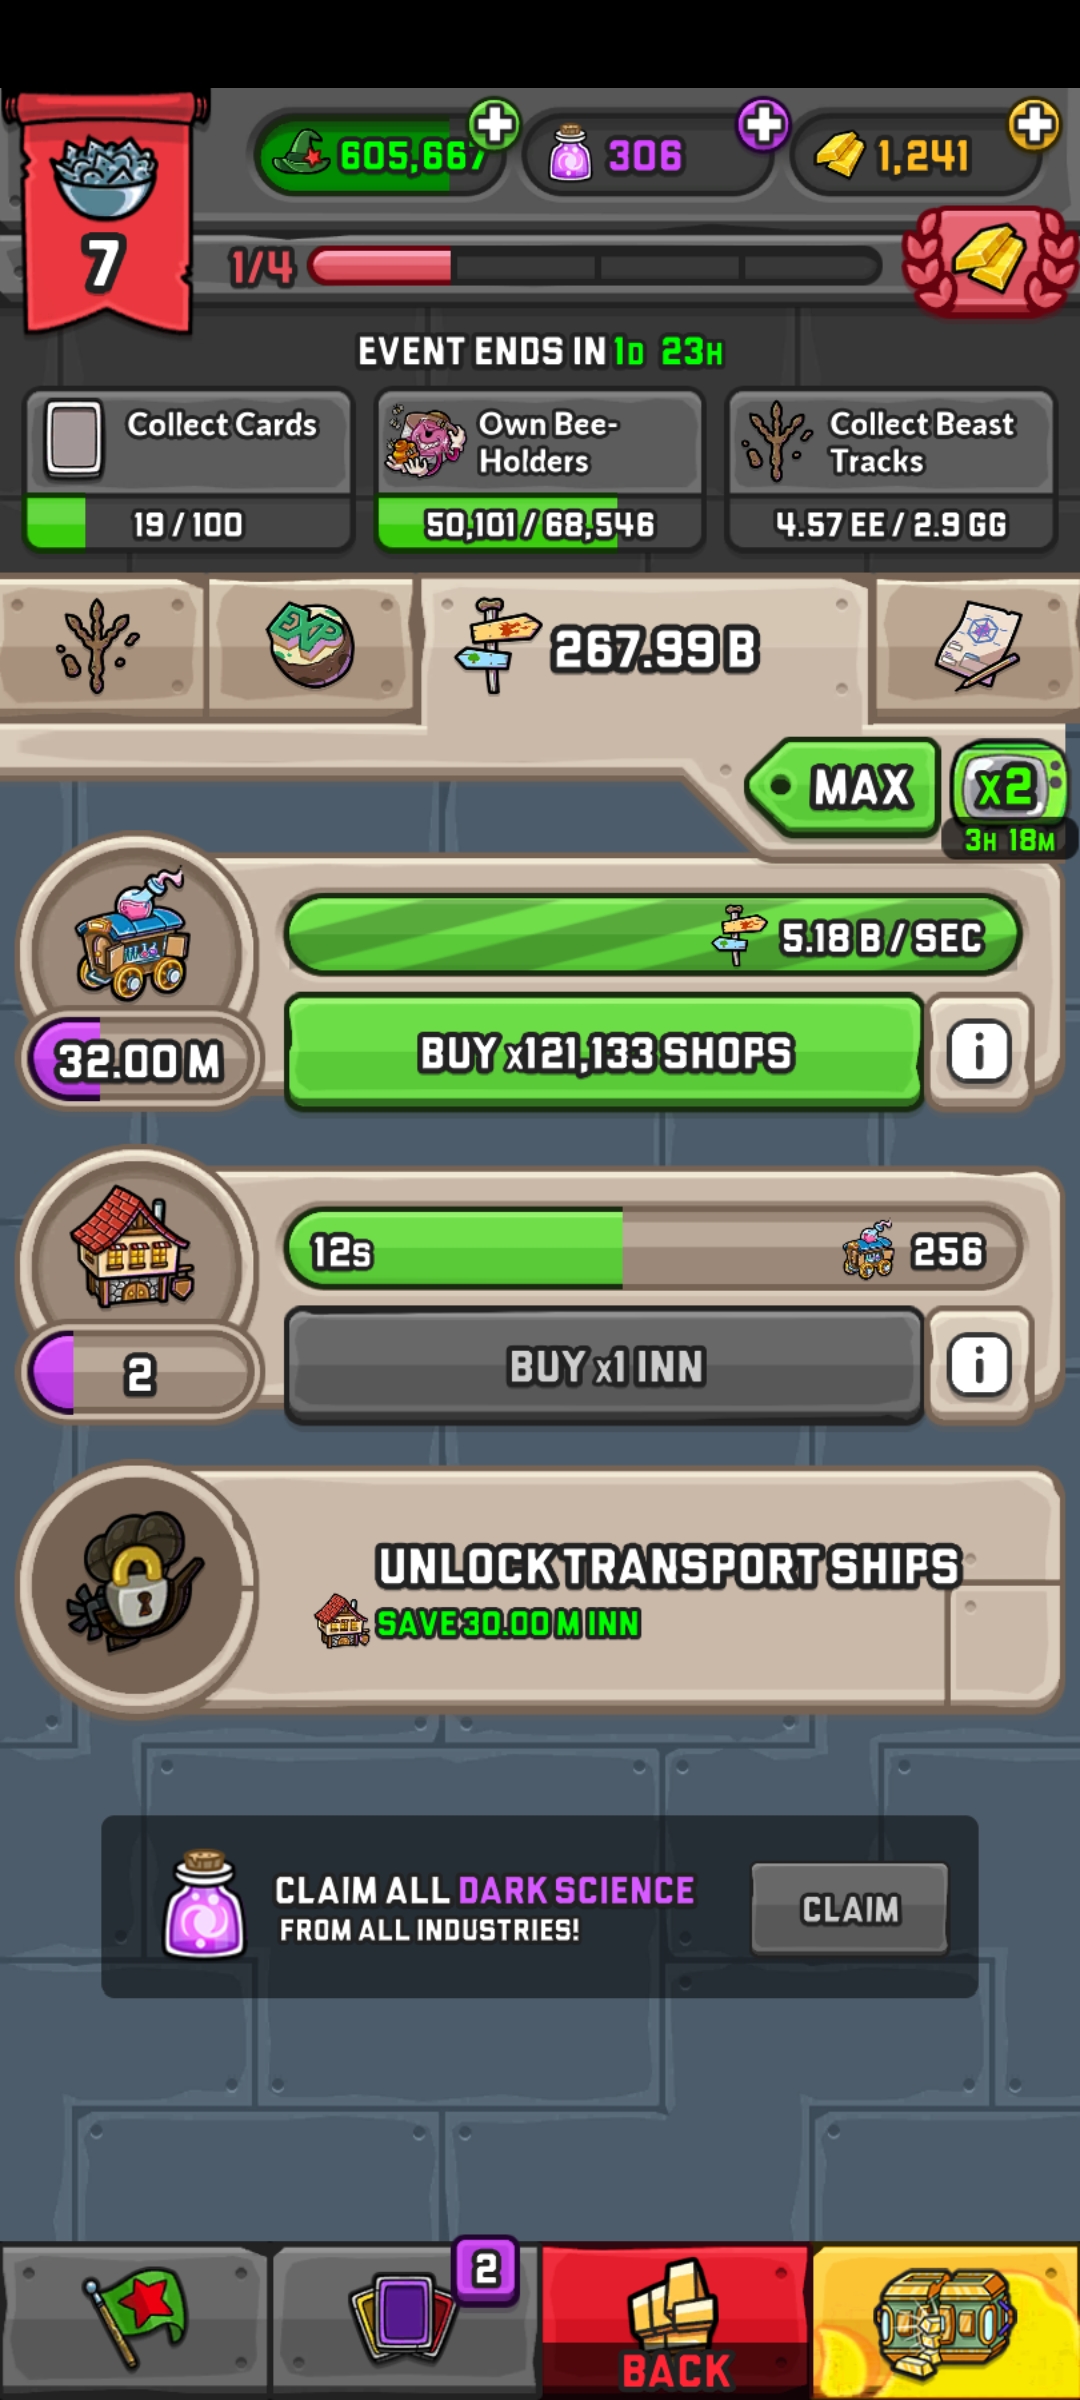 605,667
306
1,241
7
1/4
EVENT ENDS IN 1D 23H
Collect Cards
19 / 100
Own Bee-
Holders
50,101 / 68,546
Collect Beast
Tracks
4.57 EE / 2.9 GG
EXP
267.99 B
MAX
x2
3H 18M
5.18 B / SEC
32.00 M
BUY x121,133 SHOPS
i
12s
256
2
BUY x1 INN
i
UNLOCK TRANSPORT SHIPS
SAVE 30.00 M INN
CLAIM ALL DARK SCIENCE
FROM ALL INDUSTRIES!
CLAIM
2
BACK